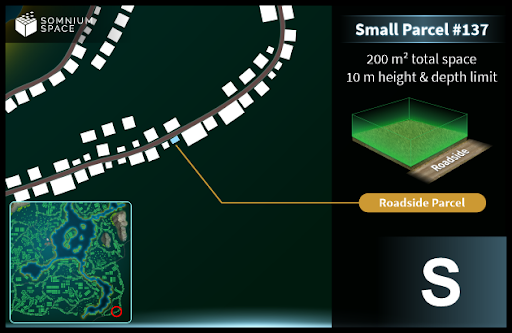 SOMNIUM
SPACE
Small Parcel #137
200 m² total space
10 m height & depth limit
Roadside
Roadside Parcel
S